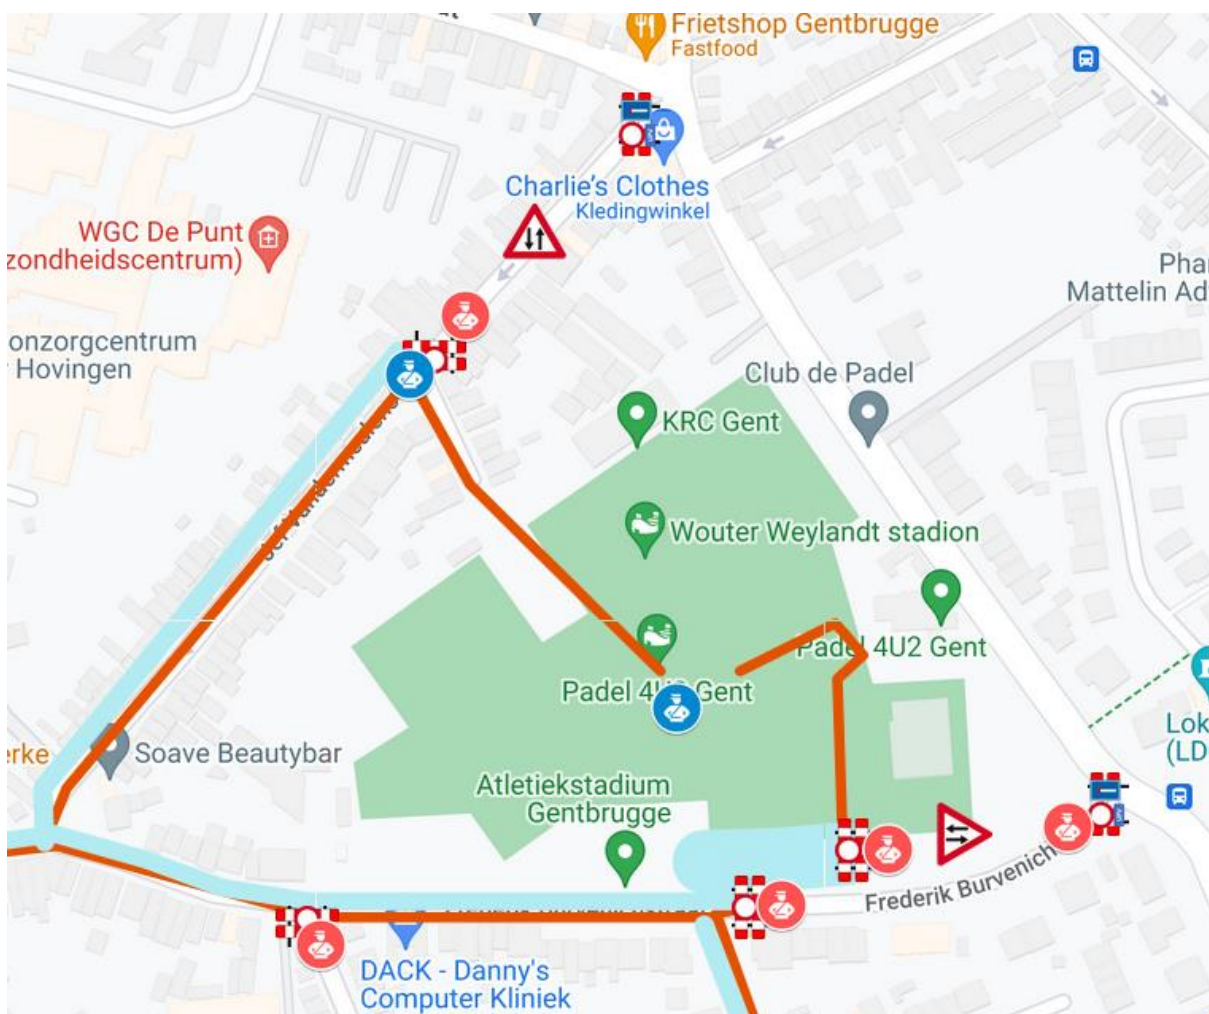 Frietshop Gentbrugge
Fastfood
Charlie's Clothes
Kledingwinkel
WGC De Punt
zondheidscentrum)
Phar
Mattelin Ad
onzorgcentrum
Hovingen
Club de Padel
KRC Gent
Wouter Weylandt stadion
Padel 4U2 Gent
Padel 4U2 Gent
Lok
(LD
erke
Soave Beautybar
Atletiekstadium
Gentbrugge
Frederik Burvenich
DACK - Danny's
Computer Kliniek